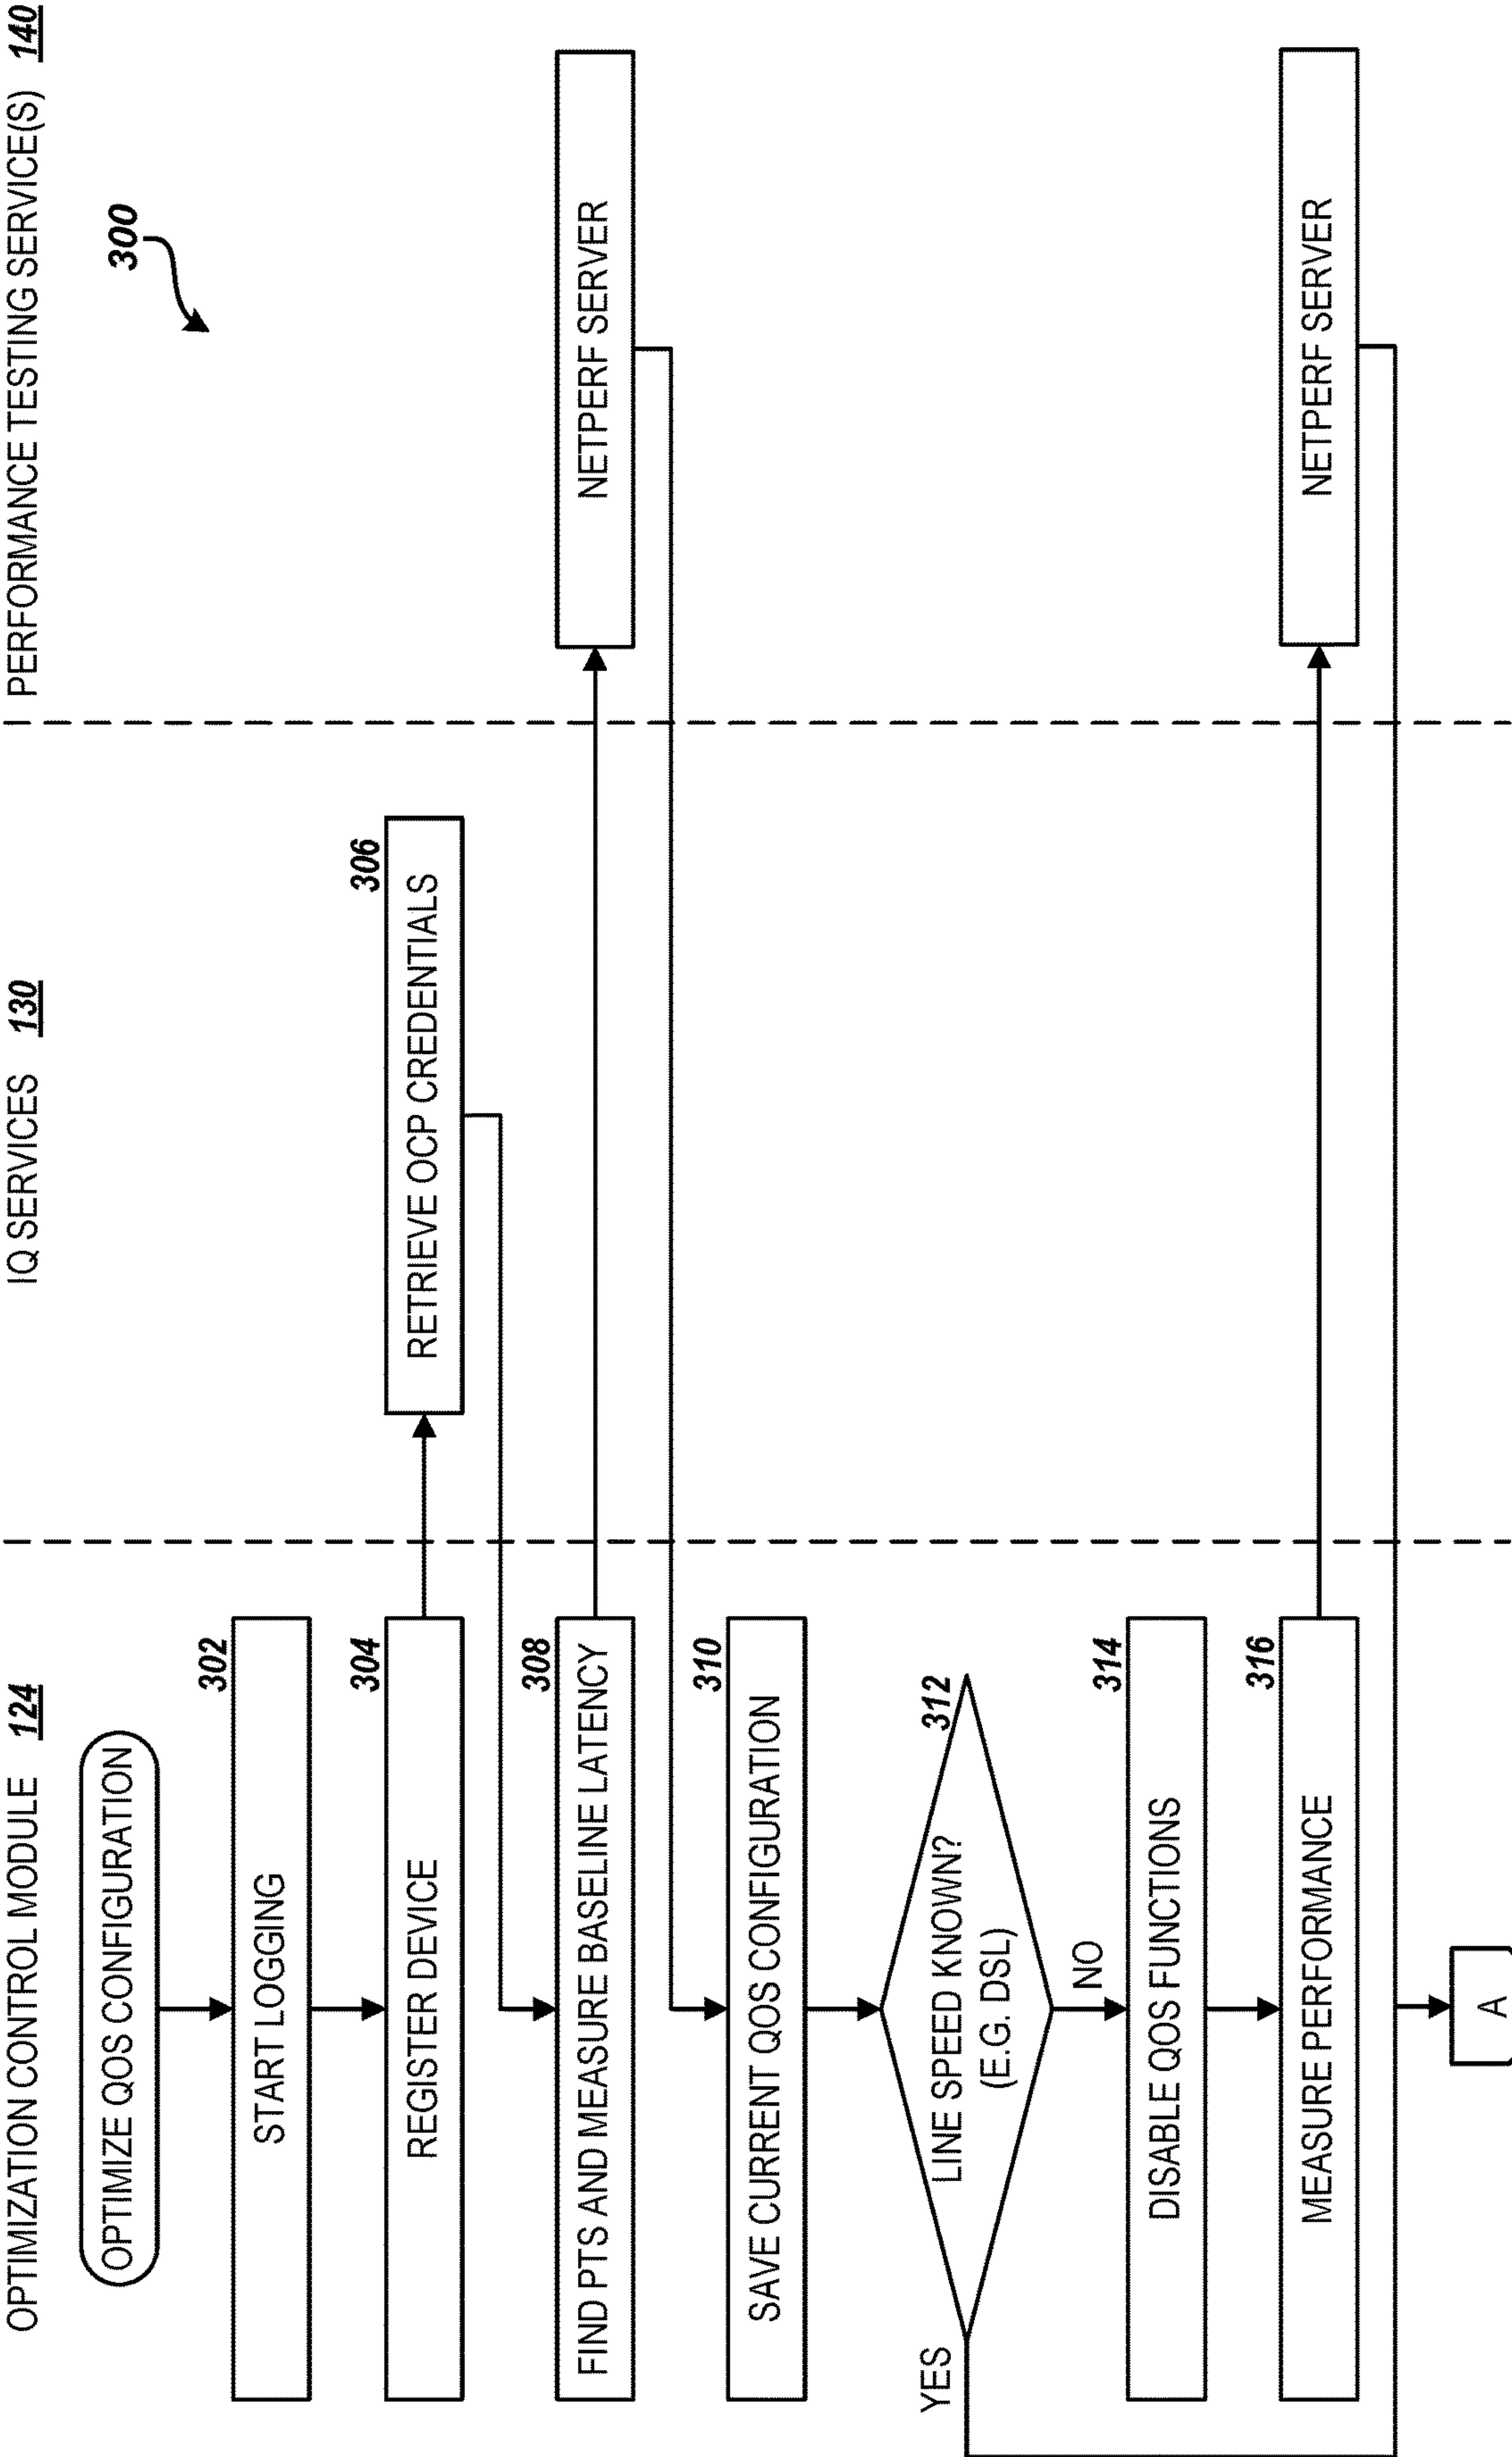 OPTIMIZATION CONTROL MODULE 124
IQ SERVICES 130
PERFORMANCE TESTING SERVICE(S) 140
300
OPTIMIZE QOS CONFIGURATION
302
START LOGGING
304
REGISTER DEVICE
306
RETRIEVE OCP CREDENTIALS
308
FIND PTS AND MEASURE BASELINE LATENCY
NETPERF SERVER
310
SAVE CURRENT QOS CONFIGURATION
312
LINE SPEED KNOWN?
(E.G. DSL)
YES
NO
314
DISABLE QOS FUNCTIONS
316
MEASURE PERFORMANCE
NETPERF SERVER
A